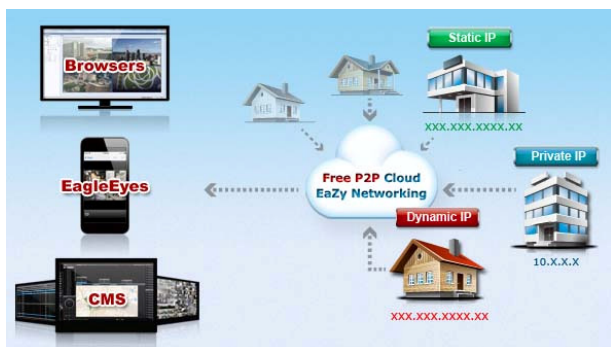 Browsers
EagleEyes
CMS
Free P2P Cloud
EaZy Networking
Static IP
XXX.XXX.XXXX.XX
Private IP
10.X.X.X
Dynamic IP
XXX.XXX.XXXX.XX